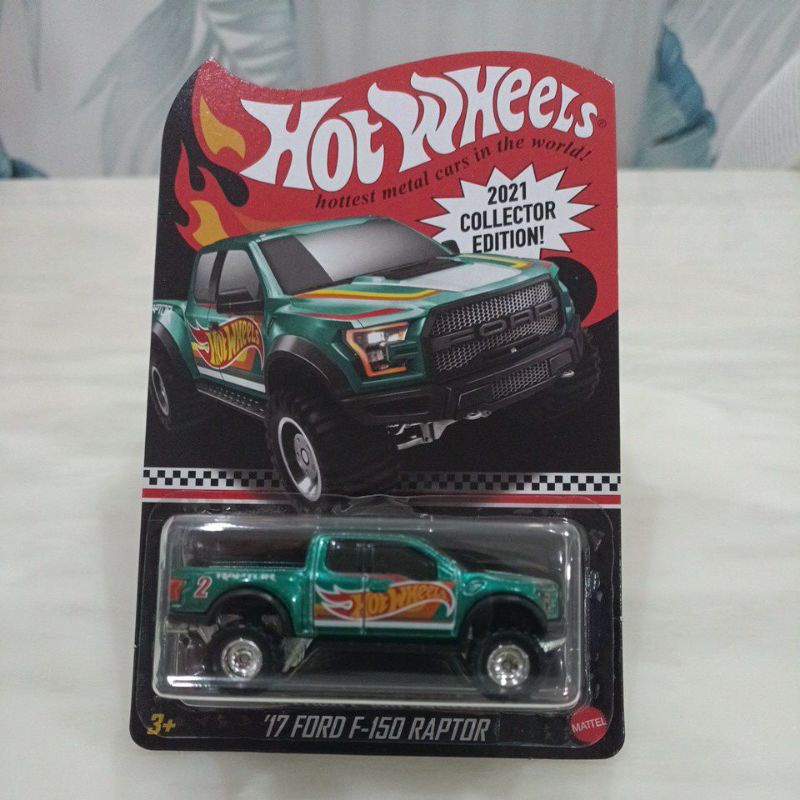 HOT WHEELS®
hottest metal cars in the world!
2021
COLLECTOR
EDITION!
HOT WHEELS
FORD
2 RAPTOR
HOT WHEELS
3+
'17 FORD F-150 RAPTOR
MATTEL